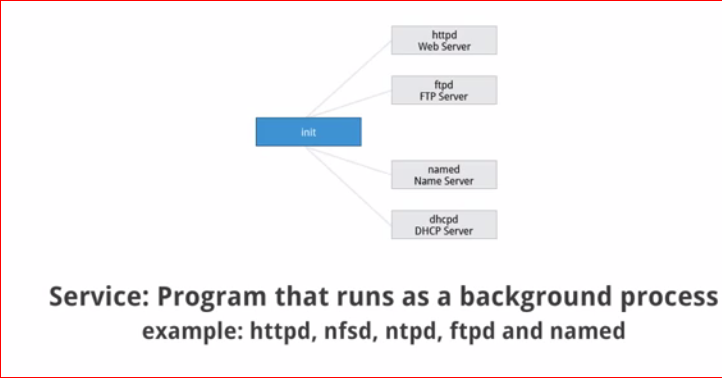 httpd
Web Server
ftpd
FTP Server
init
named
Name Server
dhcpd
DHCP Server
Service: Program that runs as a background process
example: httpd, nfsd, ntpd, ftpd and named